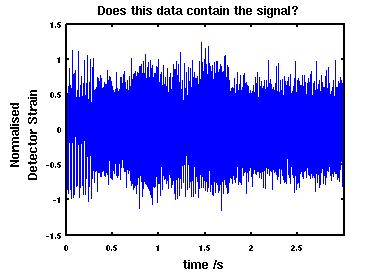 Does this data contain the signal?
1.5
1
0.5
0
-0.5
-1
-1.5
Normalised
Detector Strain
0 0.5 1 1.5 2 2.5
time /s